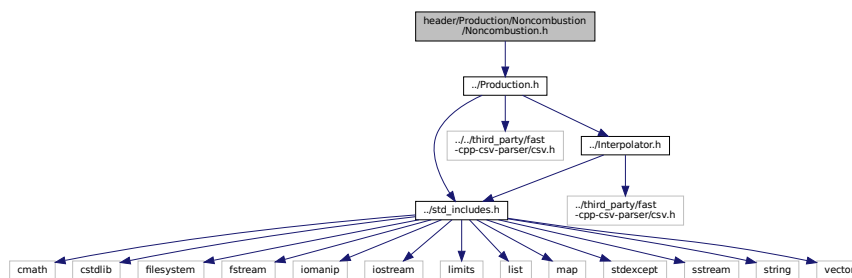 header/Production/Noncombustion
/Noncombustion.h
../Production.h
../../third_party/fast
-cpp-csv-parser/csv.h
../Interpolator.h
../third_party/fast
-cpp-csv-parser/csv.h
../std_includes.h
cmath
cstdlib
filesystem
fstream
iomanip
iostream
limits
list
map
stdexcept
sstream
string
vector